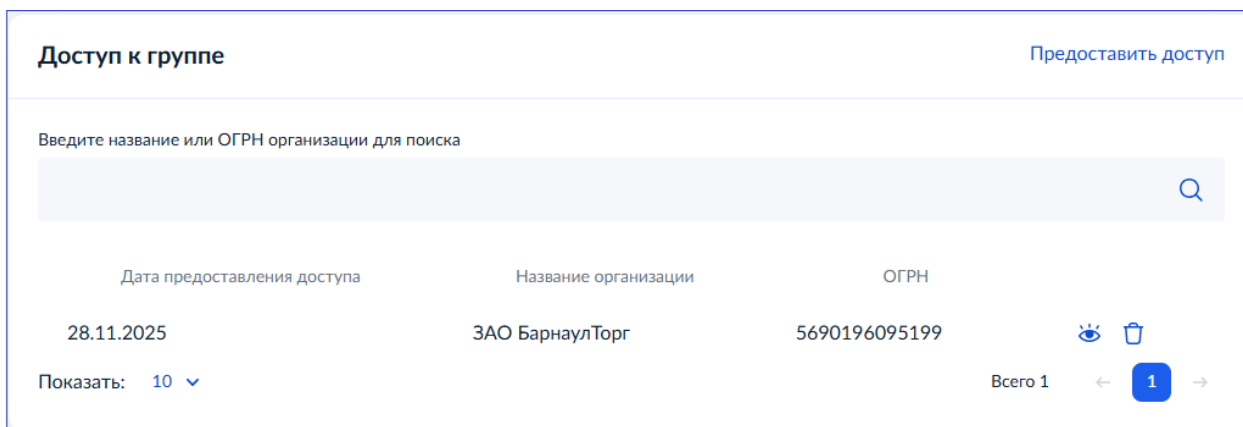 Доступ к группе Предоставить доступ
Введите название или ОГРН организации для поиска
Дата предоставления доступа Название организации ОГРН
28.11.2025 ЗАО БарнаулТорг 5690196095199
Показать: 10 Всего 1 ← 1 →